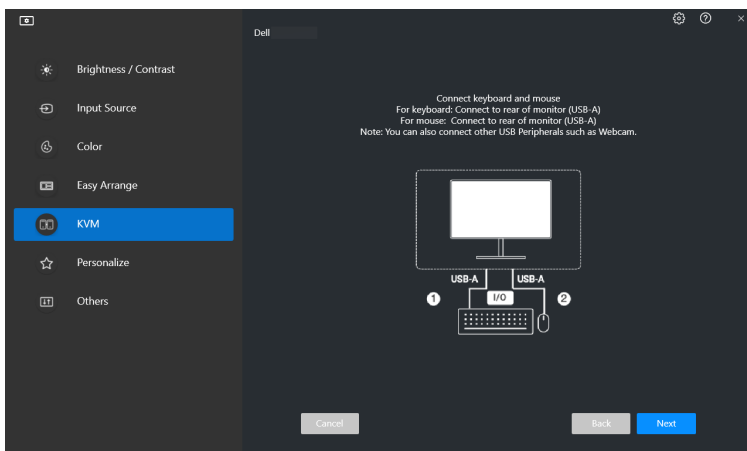 Dell
Brightness / Contrast
Input Source
Color
Easy Arrange
KVM
Personalize
Others
Connect keyboard and mouse
For keyboard: Connect to rear of monitor (USB-A)
For mouse: Connect to rear of monitor (USB-A)
Note: You can also connect other USB Peripherals such as Webcam.
USB-A USB-A
1 I/O 2
Cancel Back Next